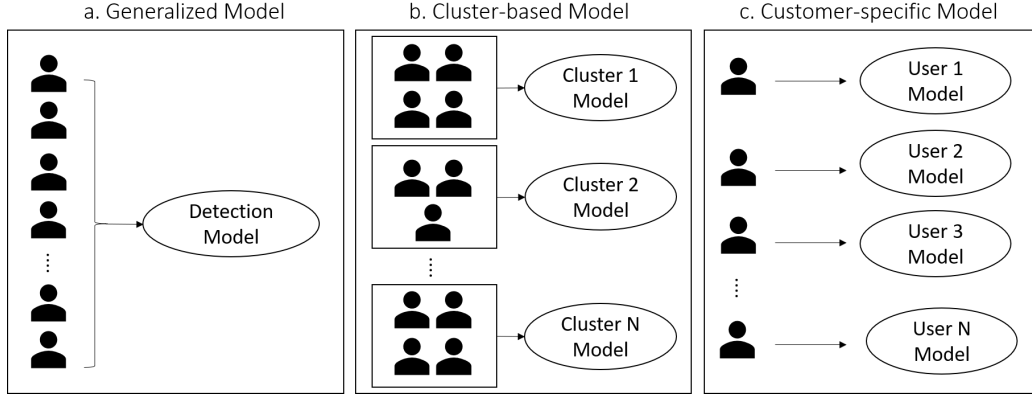 a. Generalized Model
Detection
Model
b. Cluster-based Model
Cluster 1
Model
Cluster 2
Model
Cluster N
Model
c. Customer-specific Model
User 1
Model
User 2
Model
User 3
Model
User N
Model